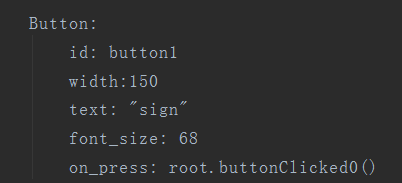 Button:
id: button1
width:150
text: "sign"
font_size: 68
on_press: root.buttonClicked0()